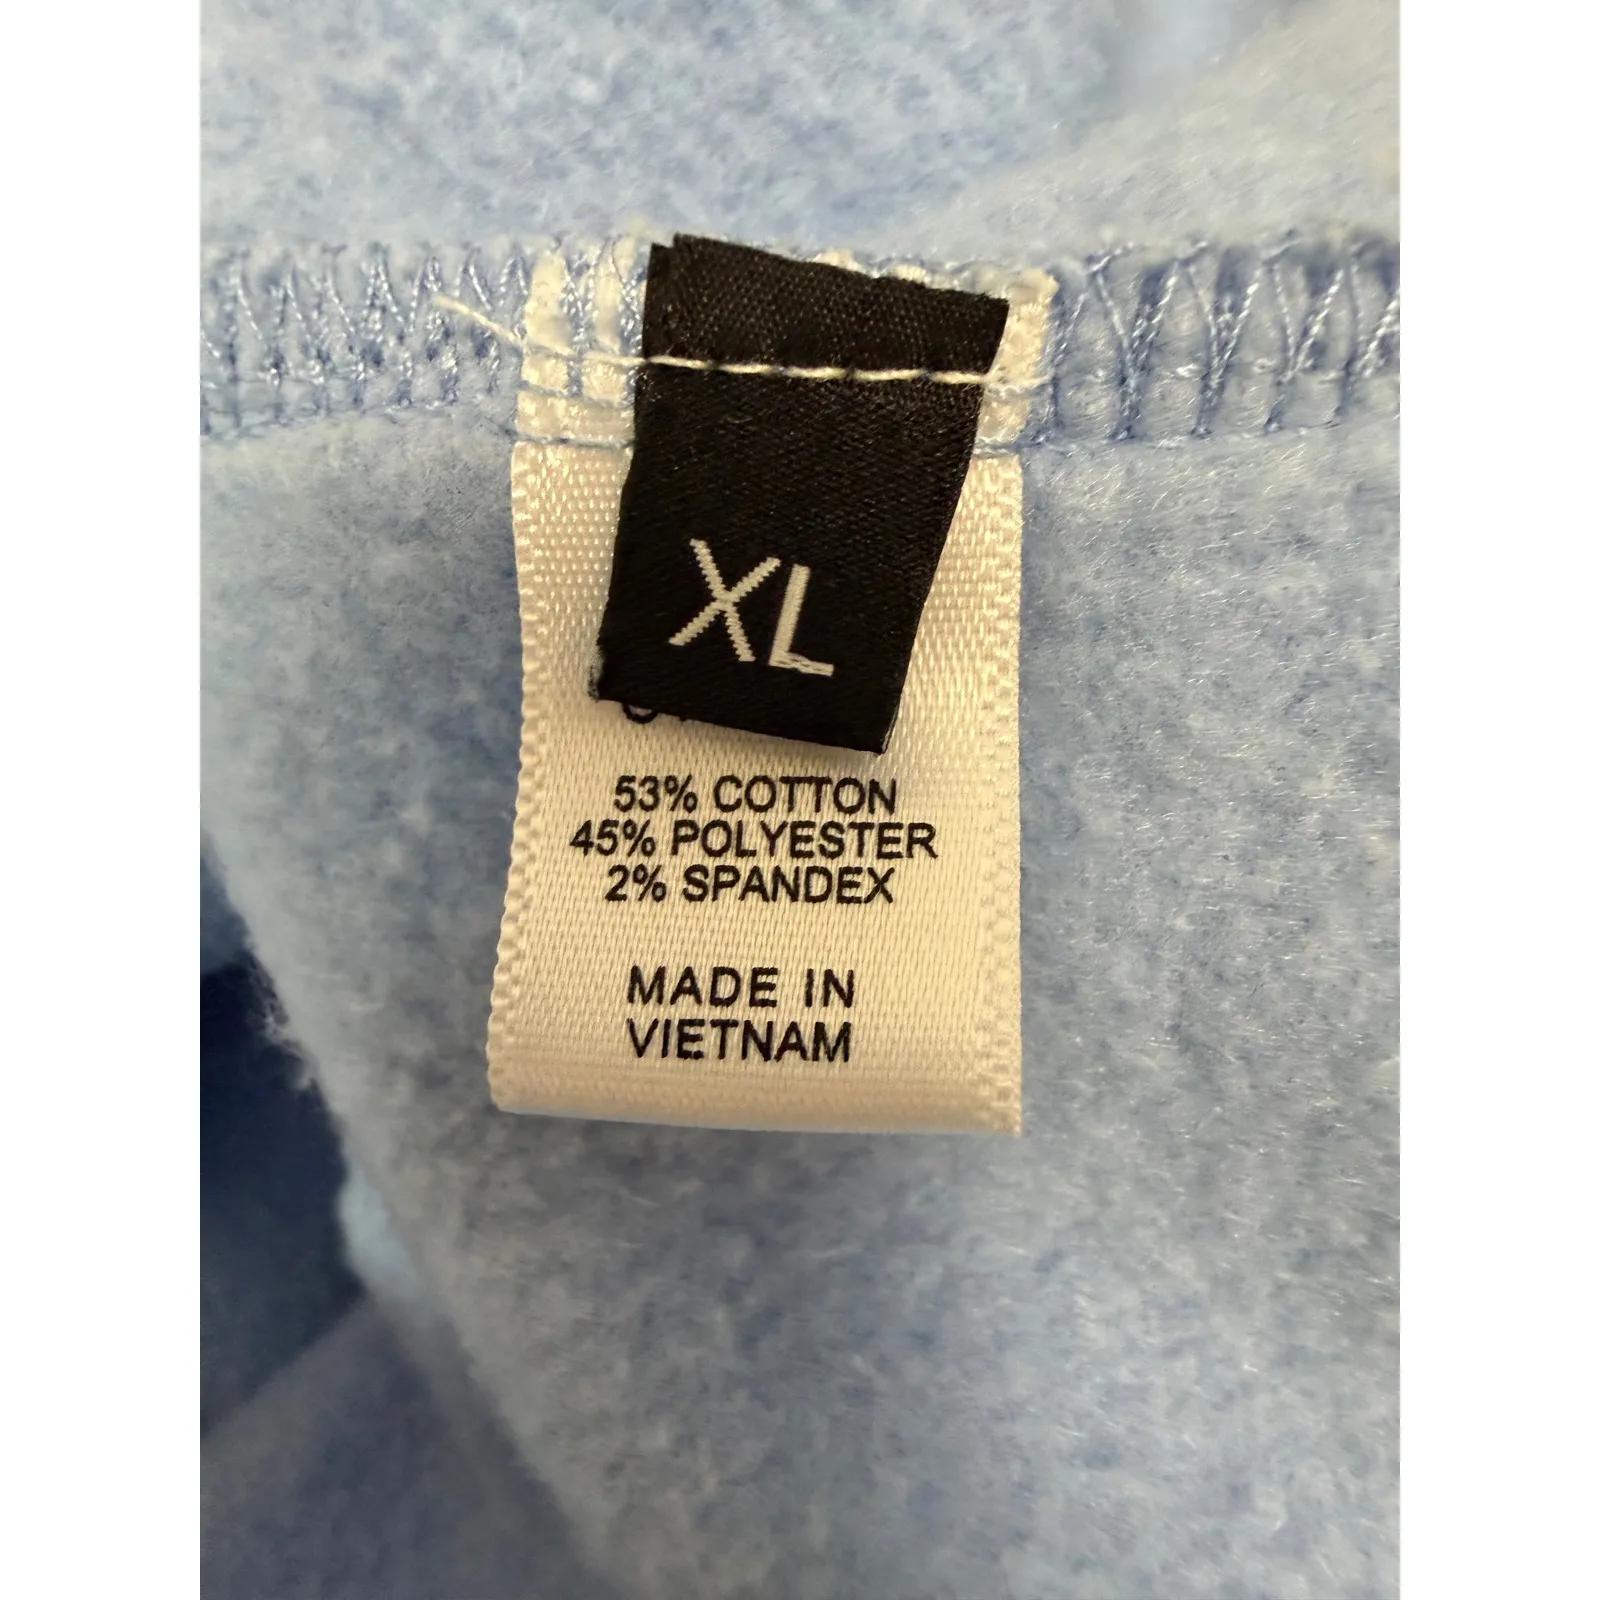 XL
53% COTTON
45% POLYESTER
2% SPANDEX
MADE IN
VIETNAM